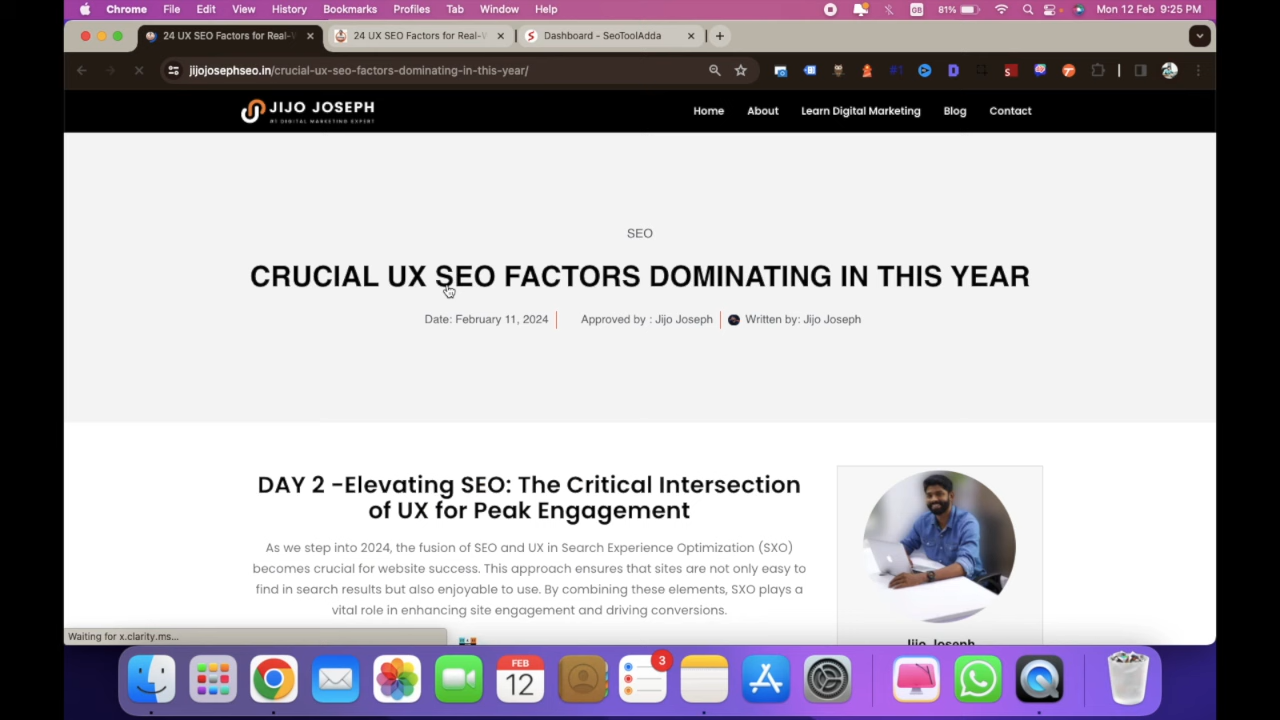 Chrome File Edit View History Bookmarks Profiles Tab Window Help GB 81% Mon 12 Feb 9:25 PM
24 UX SEO Factors for Real-W 24 UX SEO Factors for Real-W Dashboard - SeoToolAdda
jijojosephseo.in/crucial-ux-seo-factors-dominating-in-this-year/
JIJO JOSEPH
#1 DIGITAL MARKETING EXPERT
Home About Learn Digital Marketing Blog Contact
SEO
CRUCIAL UX SEO FACTORS DOMINATING IN THIS YEAR
Date: February 11, 2024 Approved by : Jijo Joseph Written by: Jijo Joseph
DAY 2 –Elevating SEO: The Critical Intersection
of UX for Peak Engagement
As we step into 2024, the fusion of SEO and UX in Search Experience Optimization (SXO)
becomes crucial for website success. This approach ensures that sites are not only easy to
find in search results but also enjoyable to use. By combining these elements, SXO plays a
vital role in enhancing site engagement and driving conversions.
Jijo Joseph
Waiting for x.clarity.ms...
FEB
12
3